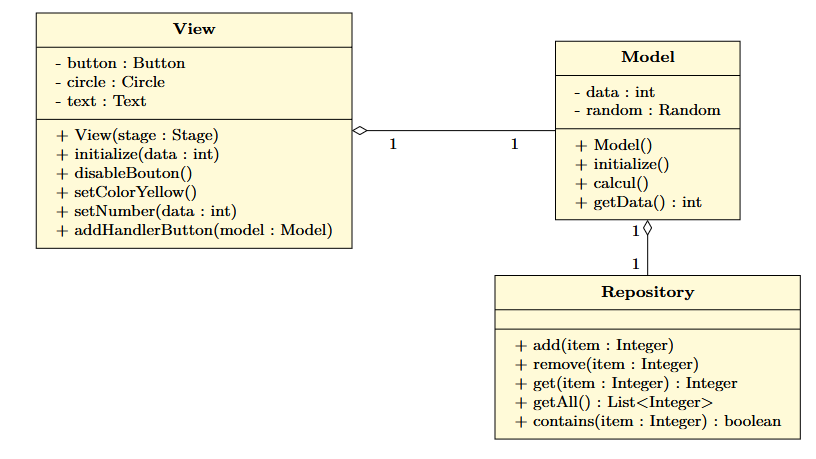 View
- button : Button
- circle : Circle
- text : Text
+ View(stage : Stage)
+ initialize(data : int)
+ disableBouton()
+ setColorYellow()
+ setNumber(data : int)
+ addHandlerButton(model : Model)
1
1
Model
- data : int
- random : Random
+ Model()
+ initialize()
+ calcul()
+ getData() : int
1
1
Repository
+ add(item : Integer)
+ remove(item : Integer)
+ get(item : Integer) : Integer
+ getAll() : List<Integer>
+ contains(item : Integer) : boolean